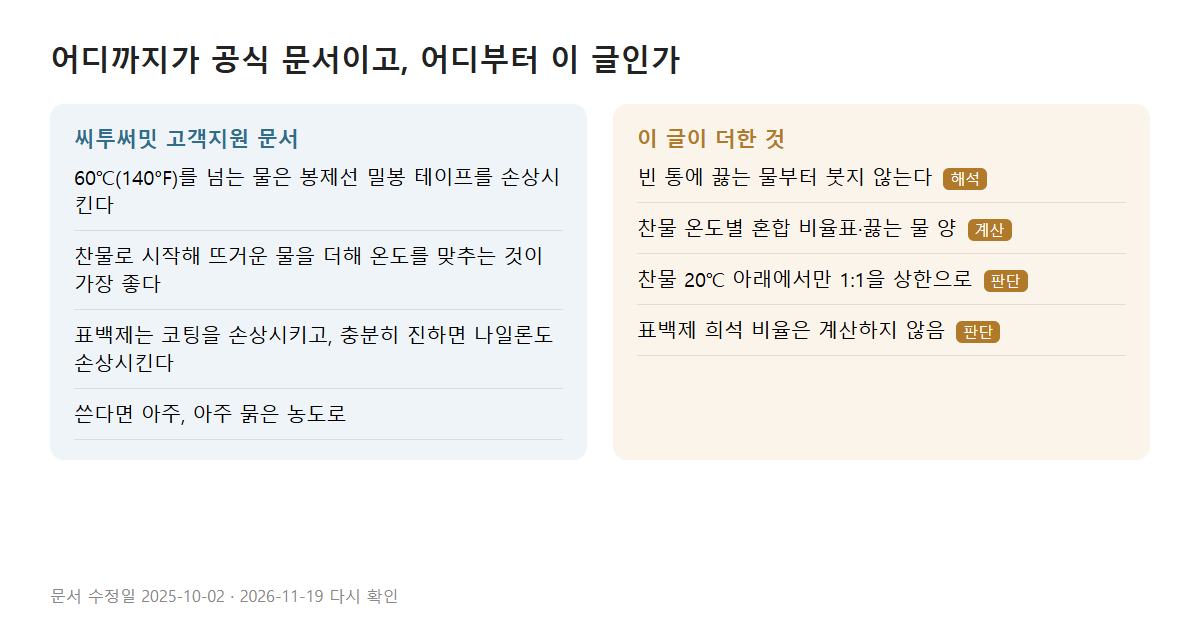 어디까지가 공식 문서이고, 어디부터 이 글인가
씨투써밋 고객지원 문서
60℃(140°F)를 넘는 물은 봉제선 밀봉 테이프를 손상시
킨다
찬물로 시작해 뜨거운 물을 더해 온도를 맞추는 것이
가장 좋다
표백제는 코팅을 손상시키고, 충분히 진하면 나일론도
손상시킨다
쓴다면 아주, 아주 묽은 농도로
이 글이 더한 것
빈 통에 끓는 물부터 붓지 않는다 해석
찬물 온도별 혼합 비율표·끓는 물 양 계산
찬물 20℃ 아래에서만 1:1을 상한으로 판단
표백제 희석 비율은 계산하지 않음 판단
문서 수정일 2025-10-02 · 2026-11-19 다시 확인